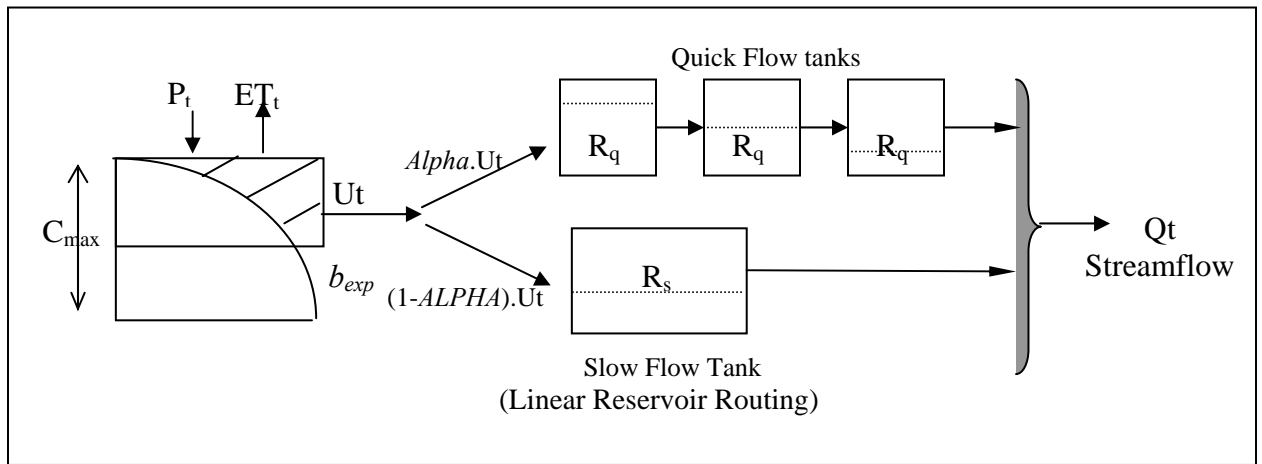 Quick Flow tanks
Pt ETt
Alpha.Ut
Rq Rq Rq
Ut
Cmax
bexp
(1-ALPHA).Ut
Rs
Qt
Streamflow
Slow Flow Tank
(Linear Reservoir Routing)